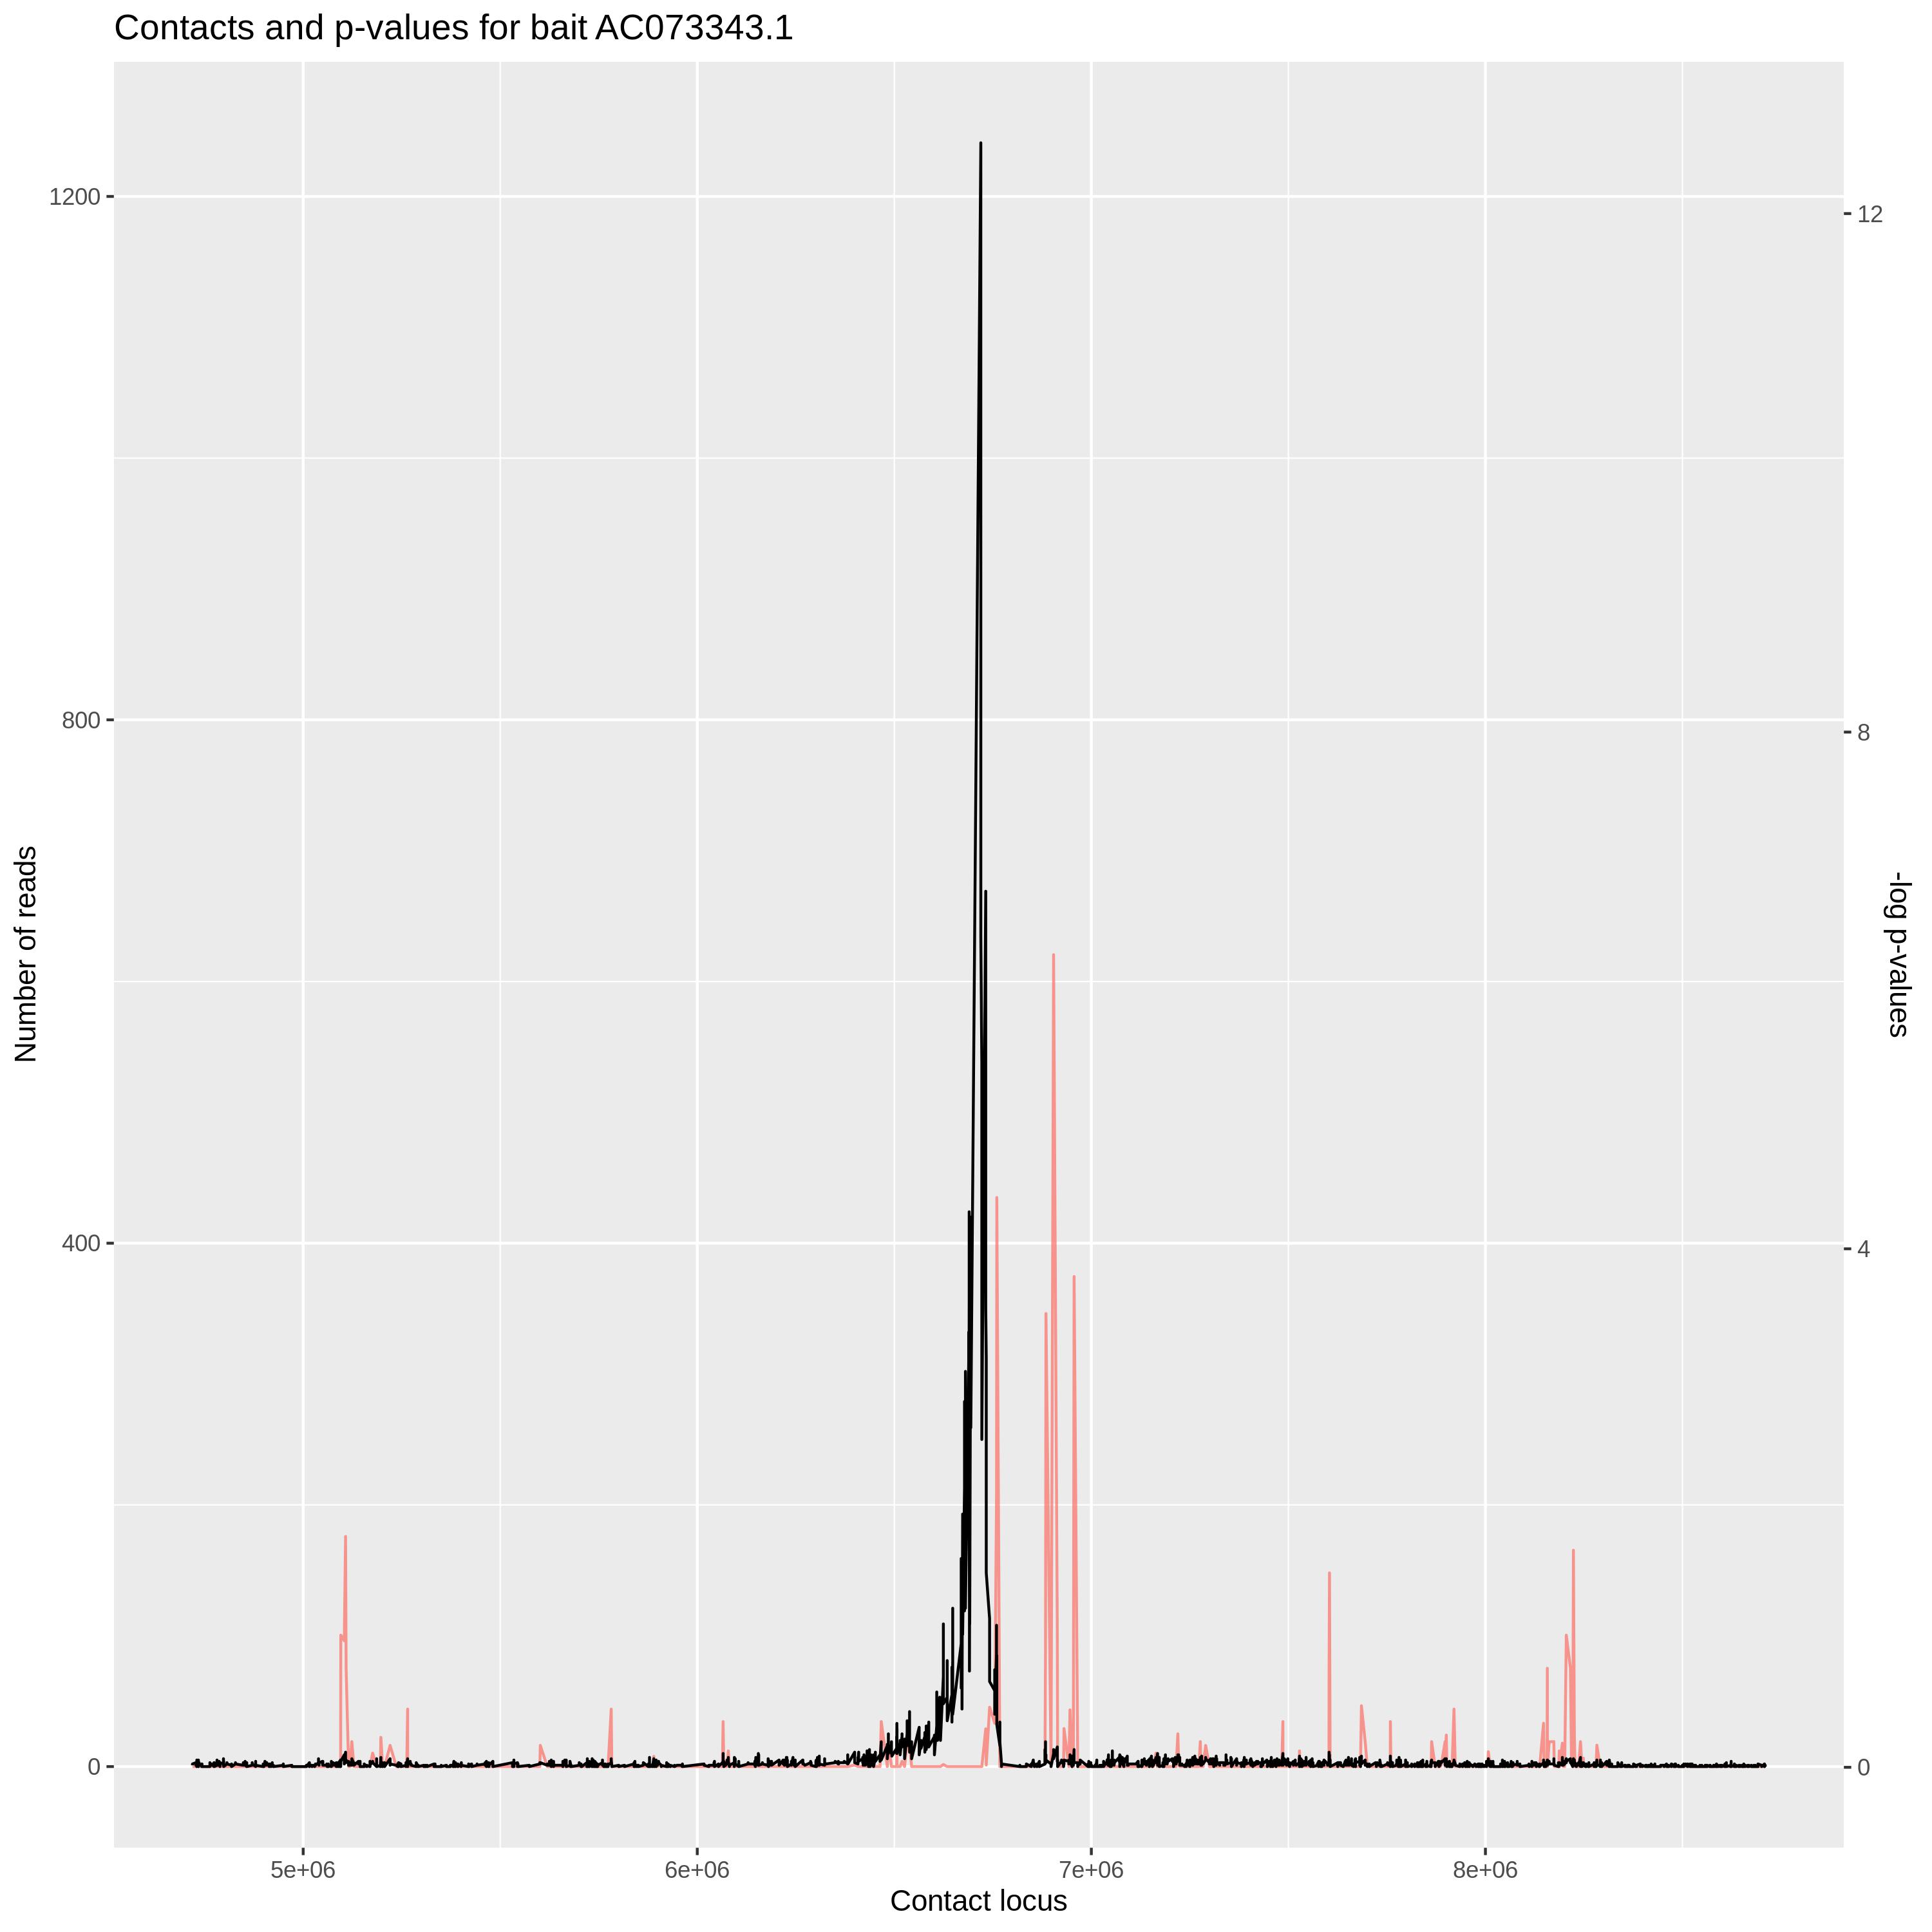 Contacts and p-values for bait AC073343.1
1200
800
400
0
12
8
4
0
Number of reads
-log p-values
5e+06
6e+06
7e+06
8e+06
Contact locus